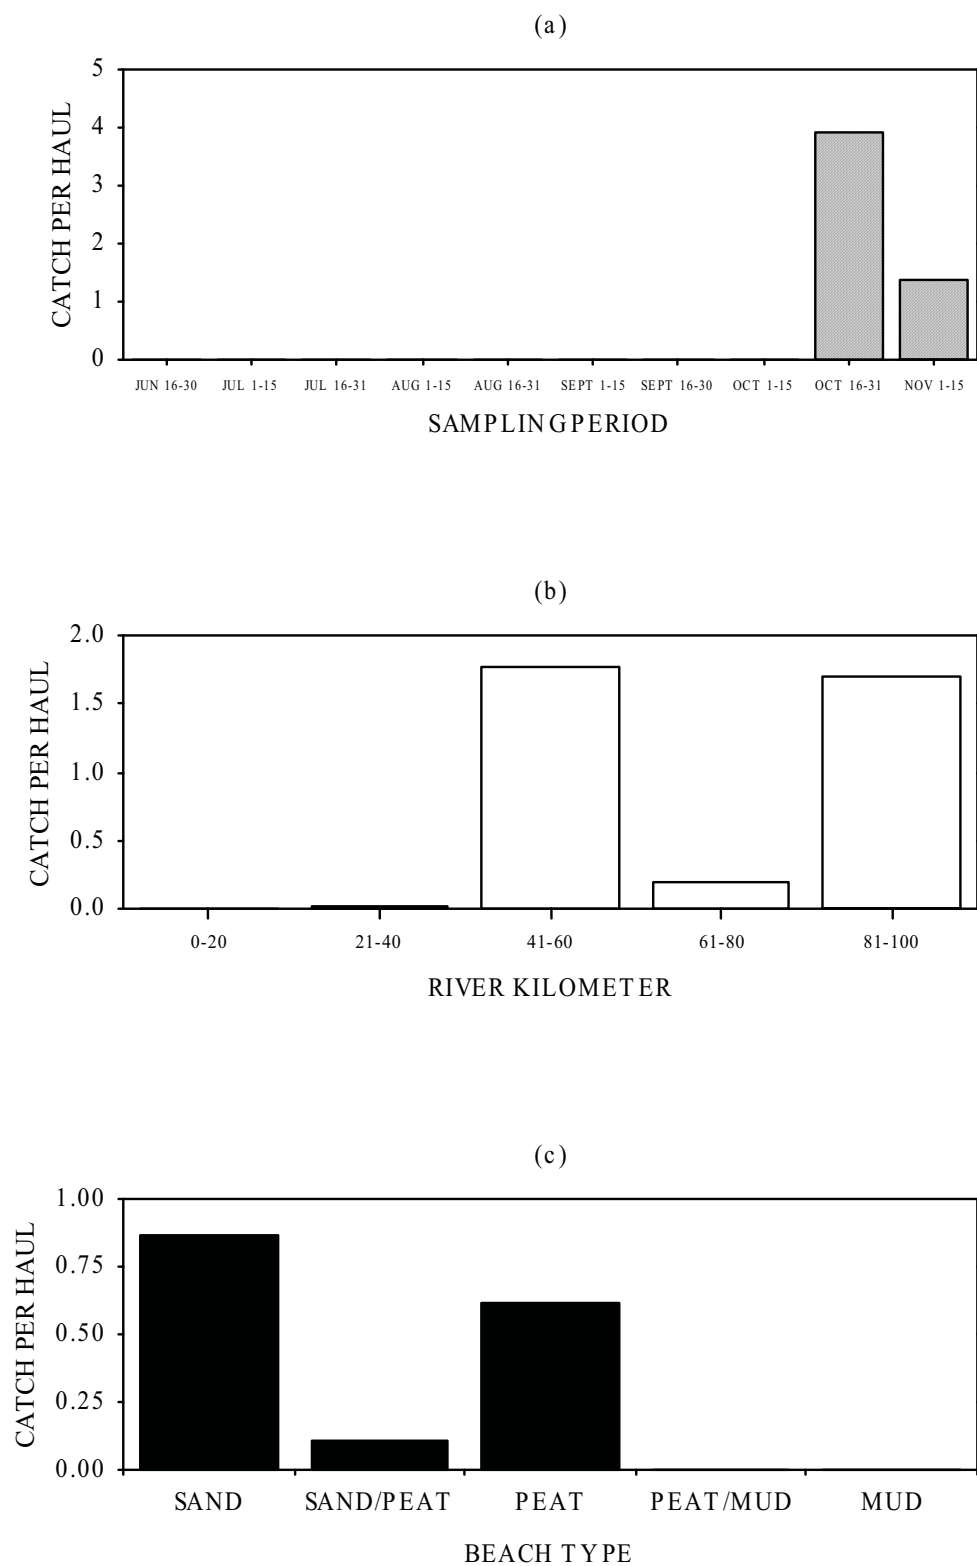 (a)
CATCH PER HAUL
5
4
3
2
1
0
JUN 16-30 JUL 1-15 JUL 16-31 AUG 1-15 AUG 16-31 SEPT 1-15 SEPT 16-30 OCT 1-15 OCT 16-31 NOV 1-15
SAMPLING PERIOD
(b)
CATCH PER HAUL
2.0
1.5
1.0
0.5
0.0
0-20 21-40 41-60 61-80 81-100
RIVER KILOMETER
(c)
CATCH PER HAUL
1.00
0.75
0.50
0.25
0.00
SAND SAND/PEAT PEAT PEAT/MUD MUD
BEACH TYPE